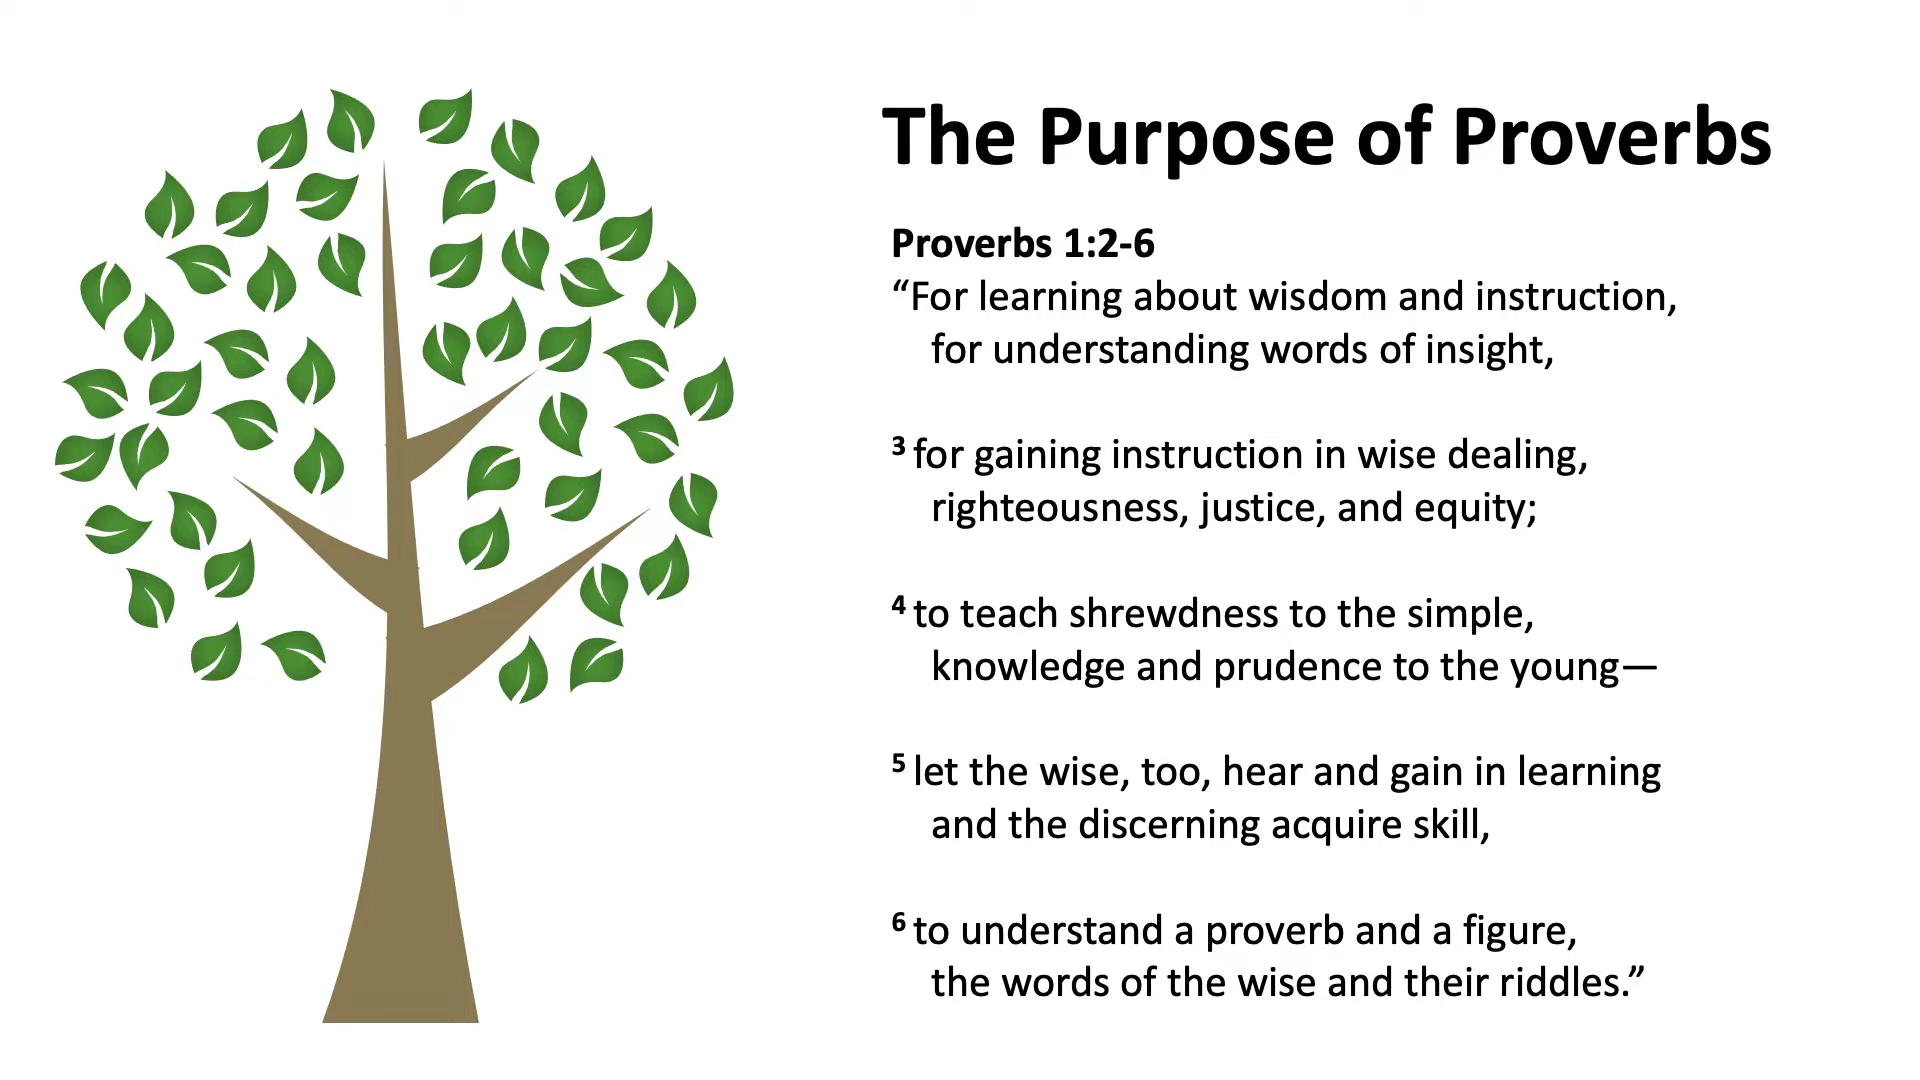 The Purpose of Proverbs
Proverbs 1:2-6
“For learning about wisdom and instruction,
for understanding words of insight,
3 for gaining instruction in wise dealing,
righteousness, justice, and equity;
4 to teach shrewdness to the simple,
knowledge and prudence to the young—
5 let the wise, too, hear and gain in learning
and the discerning acquire skill,
6 to understand a proverb and a figure,
the words of the wise and their riddles.”